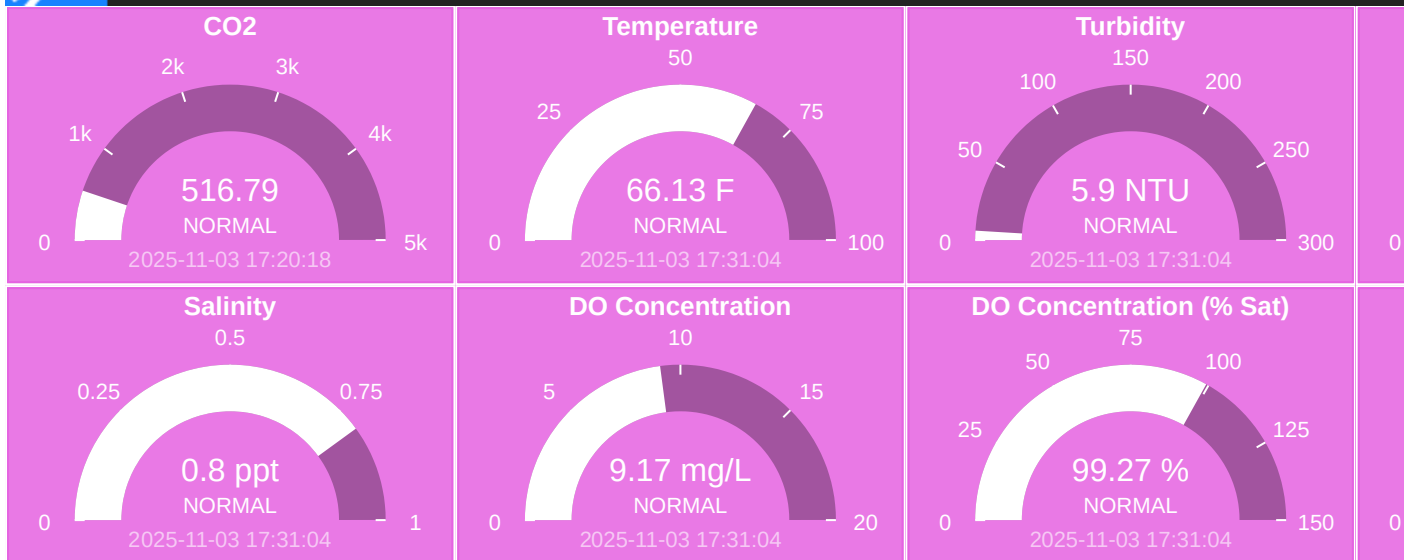 CO2
2k
3k
1k
4k
516.79
NORMAL
0
5k
2025-11-03 17:20:18
Temperature
50
25
75
66.13 F
NORMAL
0
100
2025-11-03 17:31:04
Turbidity
150
100
200
50
250
5.9 NTU
NORMAL
0
300
2025-11-03 17:31:04
0
Salinity
0.5
0.25
0.75
0.8 ppt
NORMAL
0
1
2025-11-03 17:31:04
DO Concentration
10
5
15
9.17 mg/L
NORMAL
0
20
2025-11-03 17:31:04
DO Concentration (% Sat)
75
50
100
25
125
99.27 %
NORMAL
0
150
2025-11-03 17:31:04
0